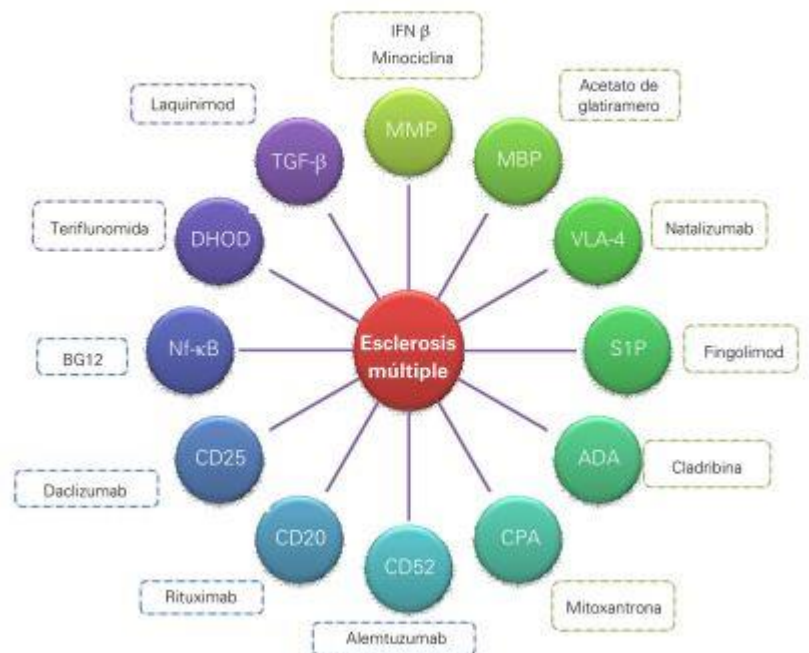 IFN β
Minociclina
Acetato de
glatiramero
Laquinimod
MMP
TGF-β
MBP
Teriflunomida
DHOD
VLA-4
Natalizumab
BG12
Nf-κB
Esclerosis
múltiple
S1P
Fingolimod
CD25
ADA
Daclizumab
Cladribina
CD20
CD52
CPA
Rituximab
Mitoxantrona
Alemtuzumab